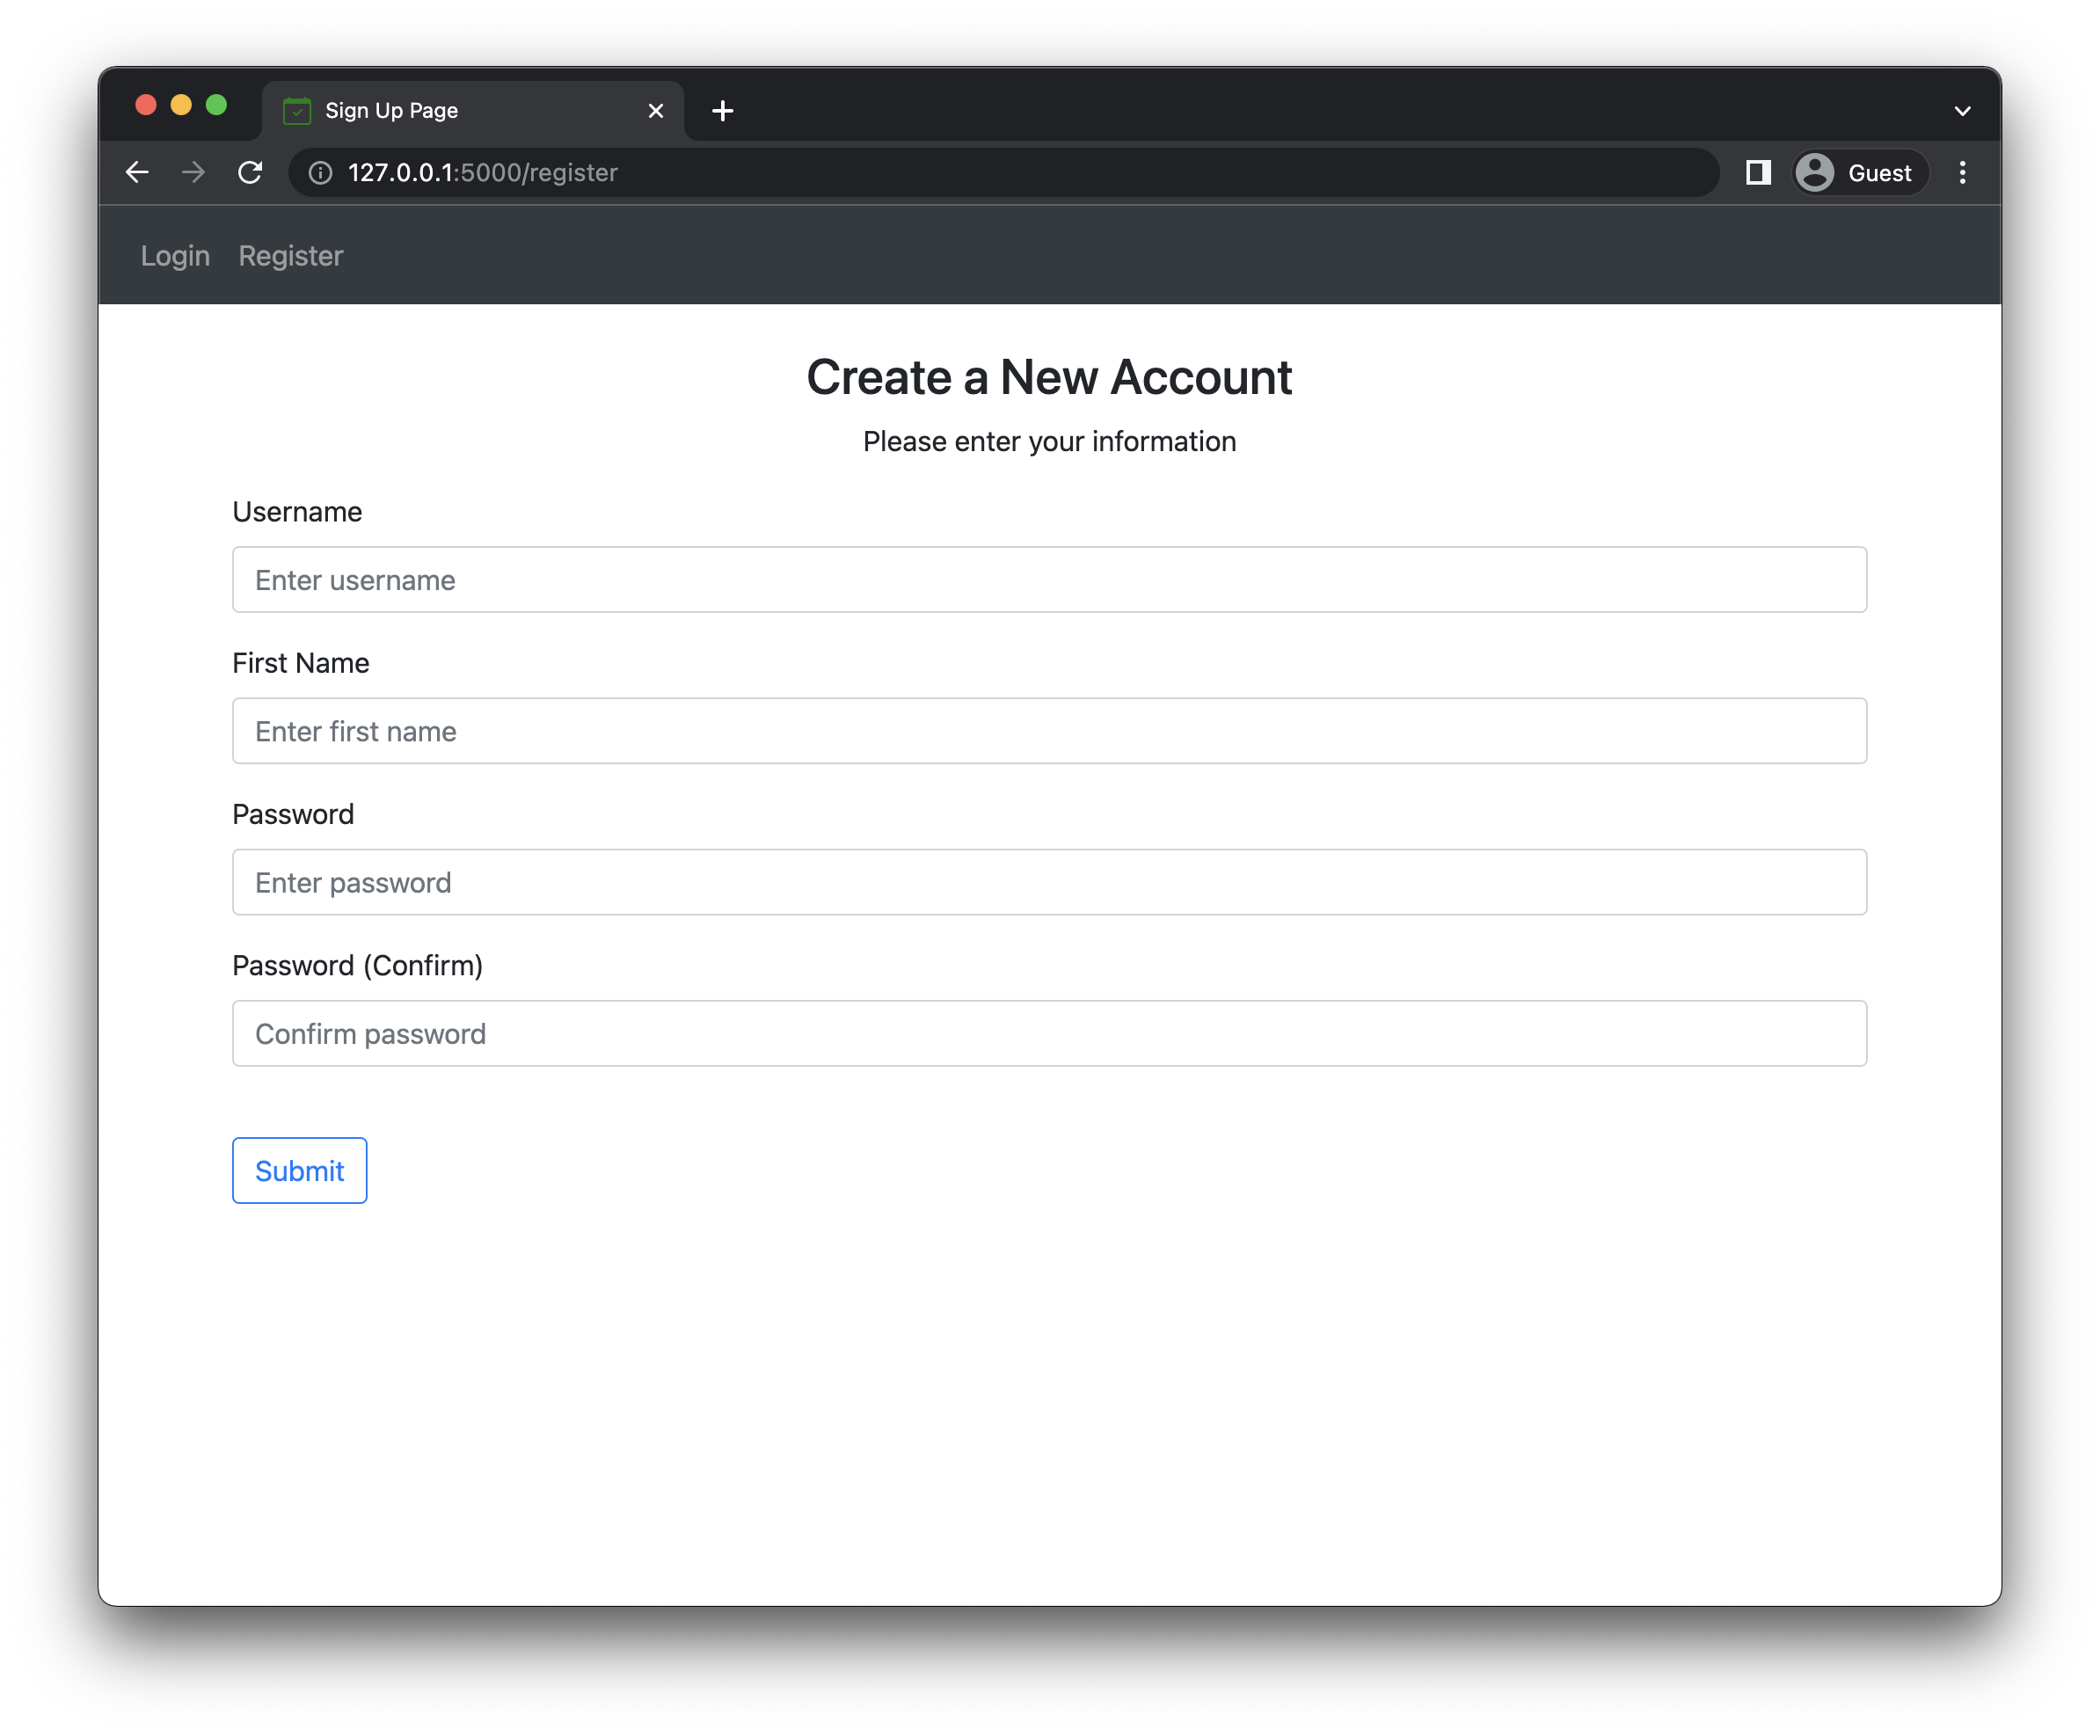 Sign Up Page
127.0.0.1:5000/register
Guest
Login Register
Create a New Account
Please enter your information
Username
Enter username
First Name
Enter first name
Password
Enter password
Password (Confirm)
Confirm password
Submit